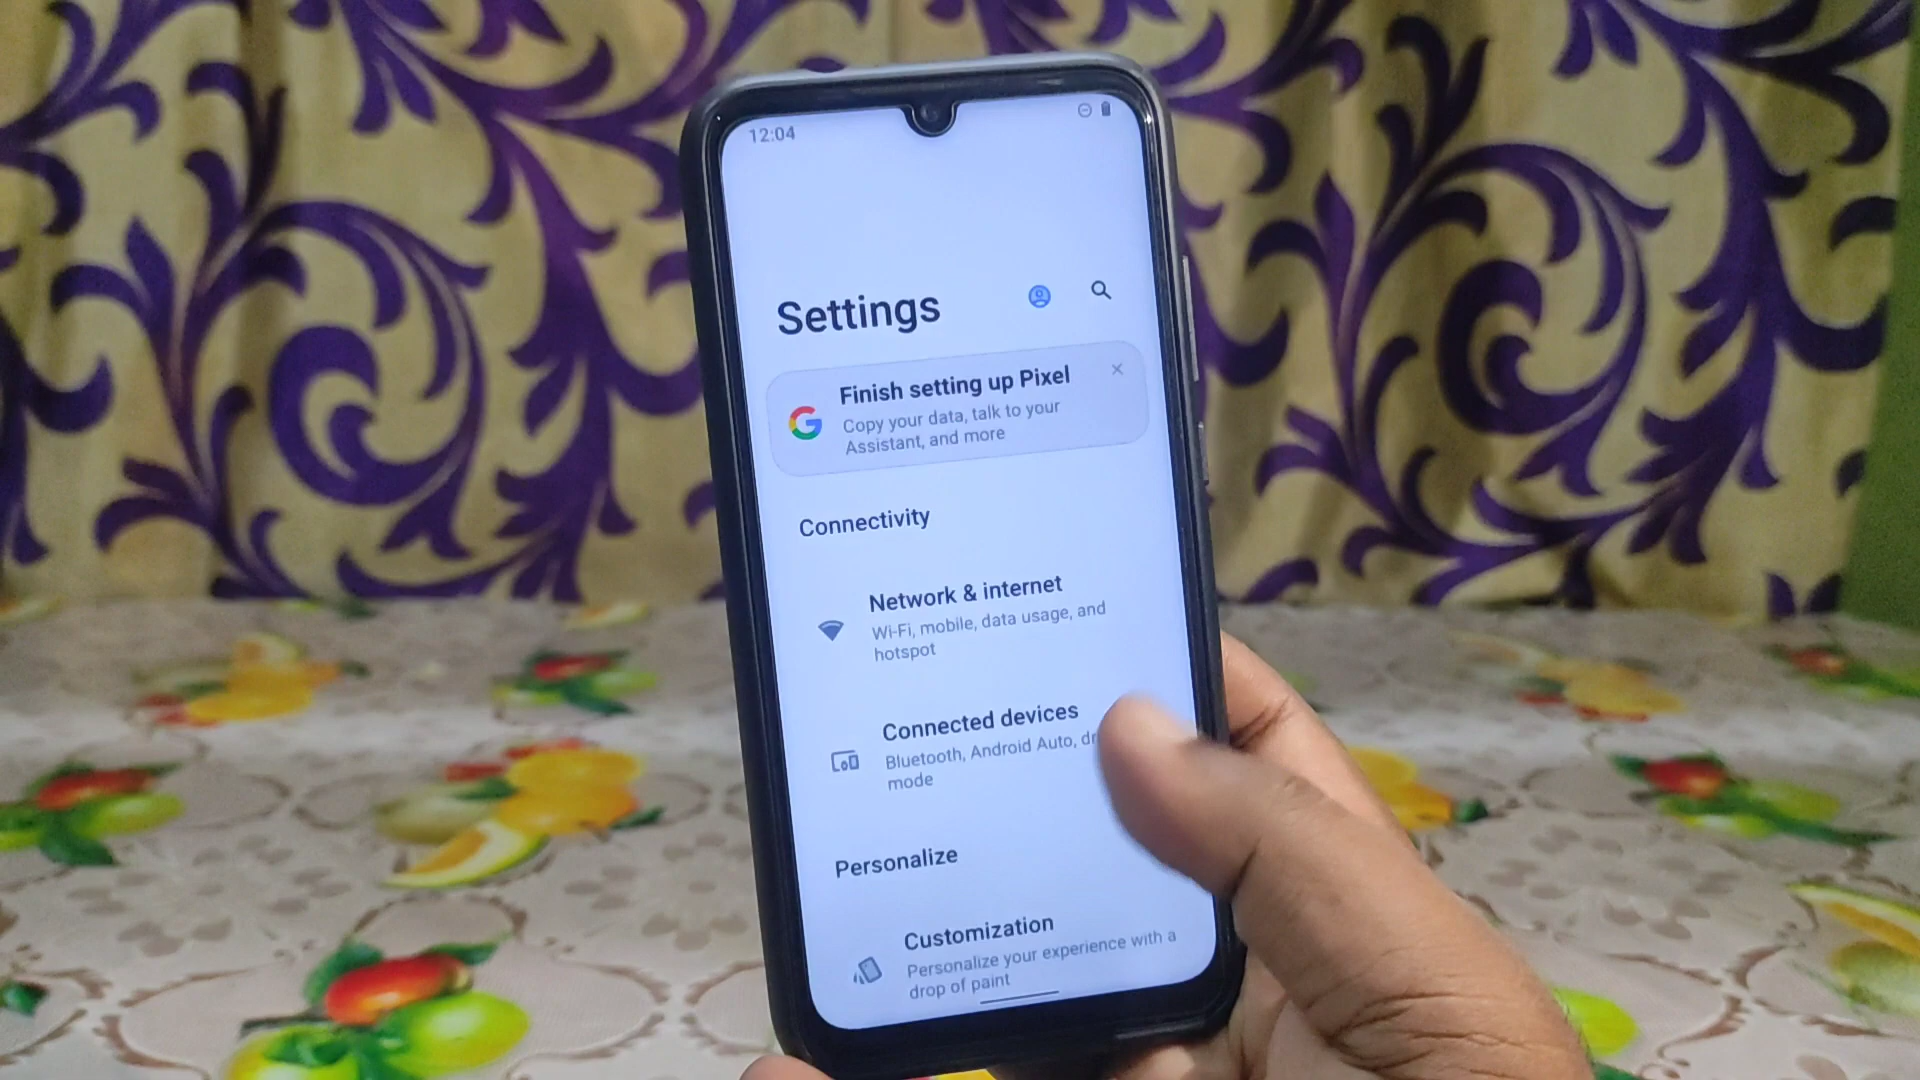 12:04
Settings
Finish setting up Pixel
Copy your data, talk to your
Assistant, and more
Connectivity
Network & internet
Wi-Fi, mobile, data usage, and
hotspot
Connected devices
Bluetooth, Android Auto,
mode
Personalize
Customization
Personalize your experience with a
drop of paint